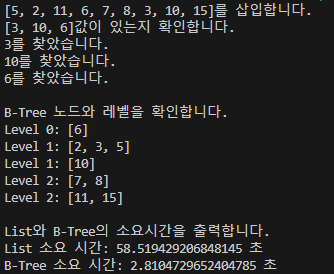 [5, 2, 11, 6, 7, 8, 3, 10, 15]를 삽입합니다.
[3, 10, 6]값이 있는지 확인합니다.
3를 찾았습니다.
10를 찾았습니다.
6를 찾았습니다.
B-Tree 노드와 레벨을 확인합니다.
Level 0: [6]
Level 1: [2, 3, 5]
Level 1: [10]
Level 2: [7, 8]
Level 2: [11, 15]
List와 B-Tree의 소요시간을 출력합니다.
List 소요 시간: 58.519429206848145 초
B-Tree 소요 시간: 2.8104729652404785 초